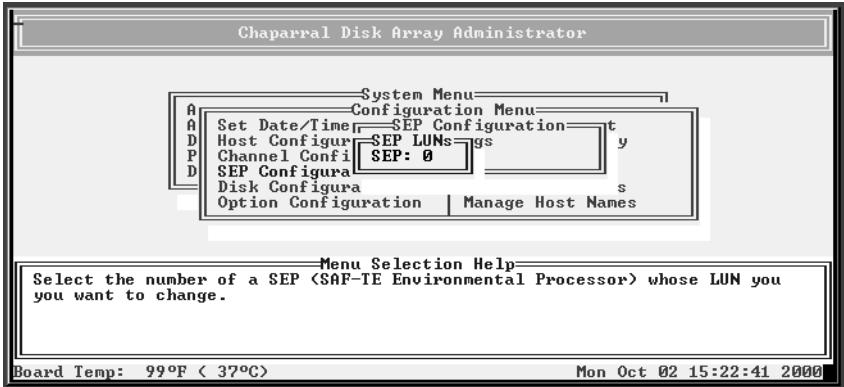 Chaparral Disk Array Administrator
System Menu
A Configuration Menu
A Set Date/Time SEP Configuration t
D Host Configur SEP LUNs gs y
P Channel Confi SEP: 0
D SEP Configura
Disk Configura s
Option Configuration | Manage Host Names
Menu Selection Help
Select the number of a SEP (SAF-TE Environmental Processor) whose LUN you
you want to change.
Board Temp: 99ºF ( 37ºC) Mon Oct 02 15:22:41 2000